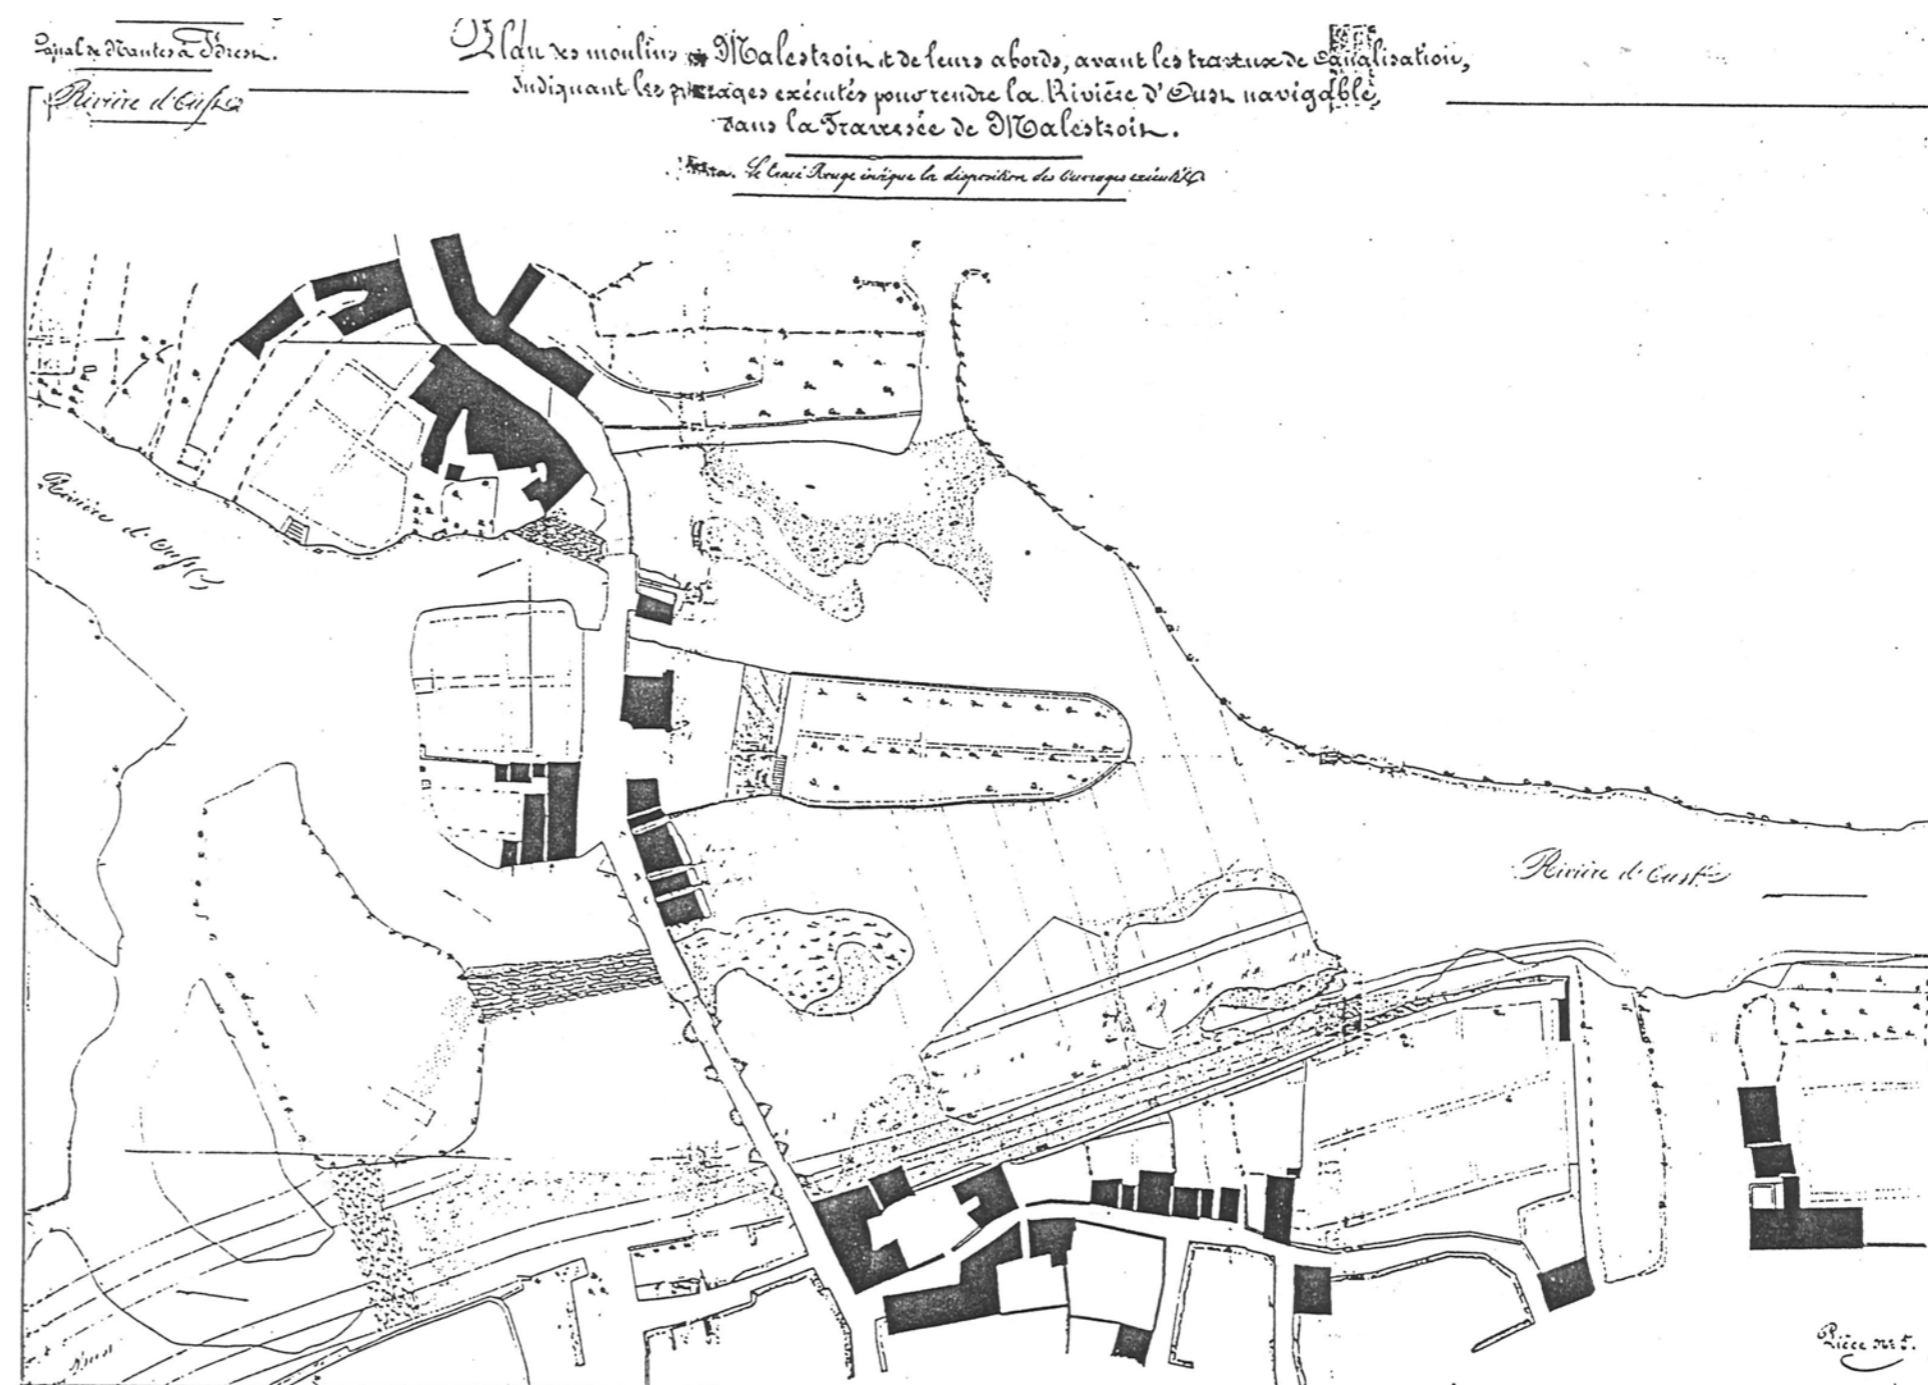 Canal de Nantes à Brest.
Rivière d'Oust
Plan des moulins de Malestroit et de leurs abords, avant les travaux de Canalisation,
Indiquant les exécutés pour rendre la Rivière d'Oust navigable,
dans la Traversée de Malestroit.
Nota. Le tracé Rouge indique la disposition des Ouvrages exécutés
Rivière d'Oust
Rivière d'Oust
Pièce n° 5.